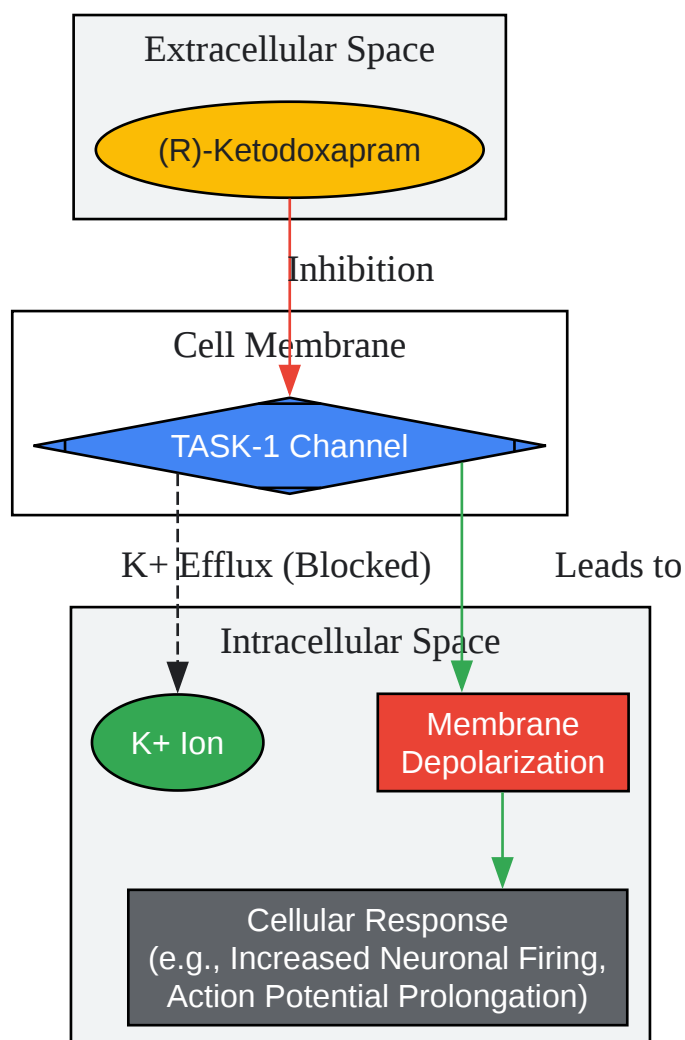 Extracellular Space
(R)-Ketodoxapram
Inhibition
Cell Membrane
TASK-1 Channel
K+ Efflux (Blocked)
Leads to
Intracellular Space
K+ Ion
Membrane
Depolarization
Cellular Response
(e.g., Increased Neuronal Firing,
Action Potential Prolongation)